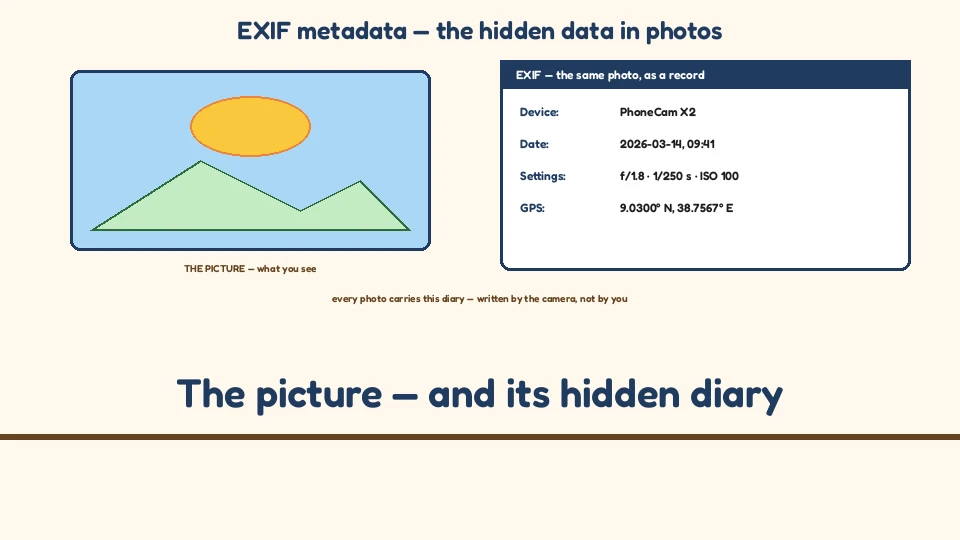 EXIF metadata — the hidden data in photos
EXIF — the same photo, as a record
Device: PhoneCam X2
Date: 2026-03-14, 09:41
Settings: f/1.8 · 1/250 s · ISO 100
GPS: 9.0300° N, 38.7567° E
THE PICTURE — what you see
every photo carries this diary — written by the camera, not by you
The picture — and its hidden diary